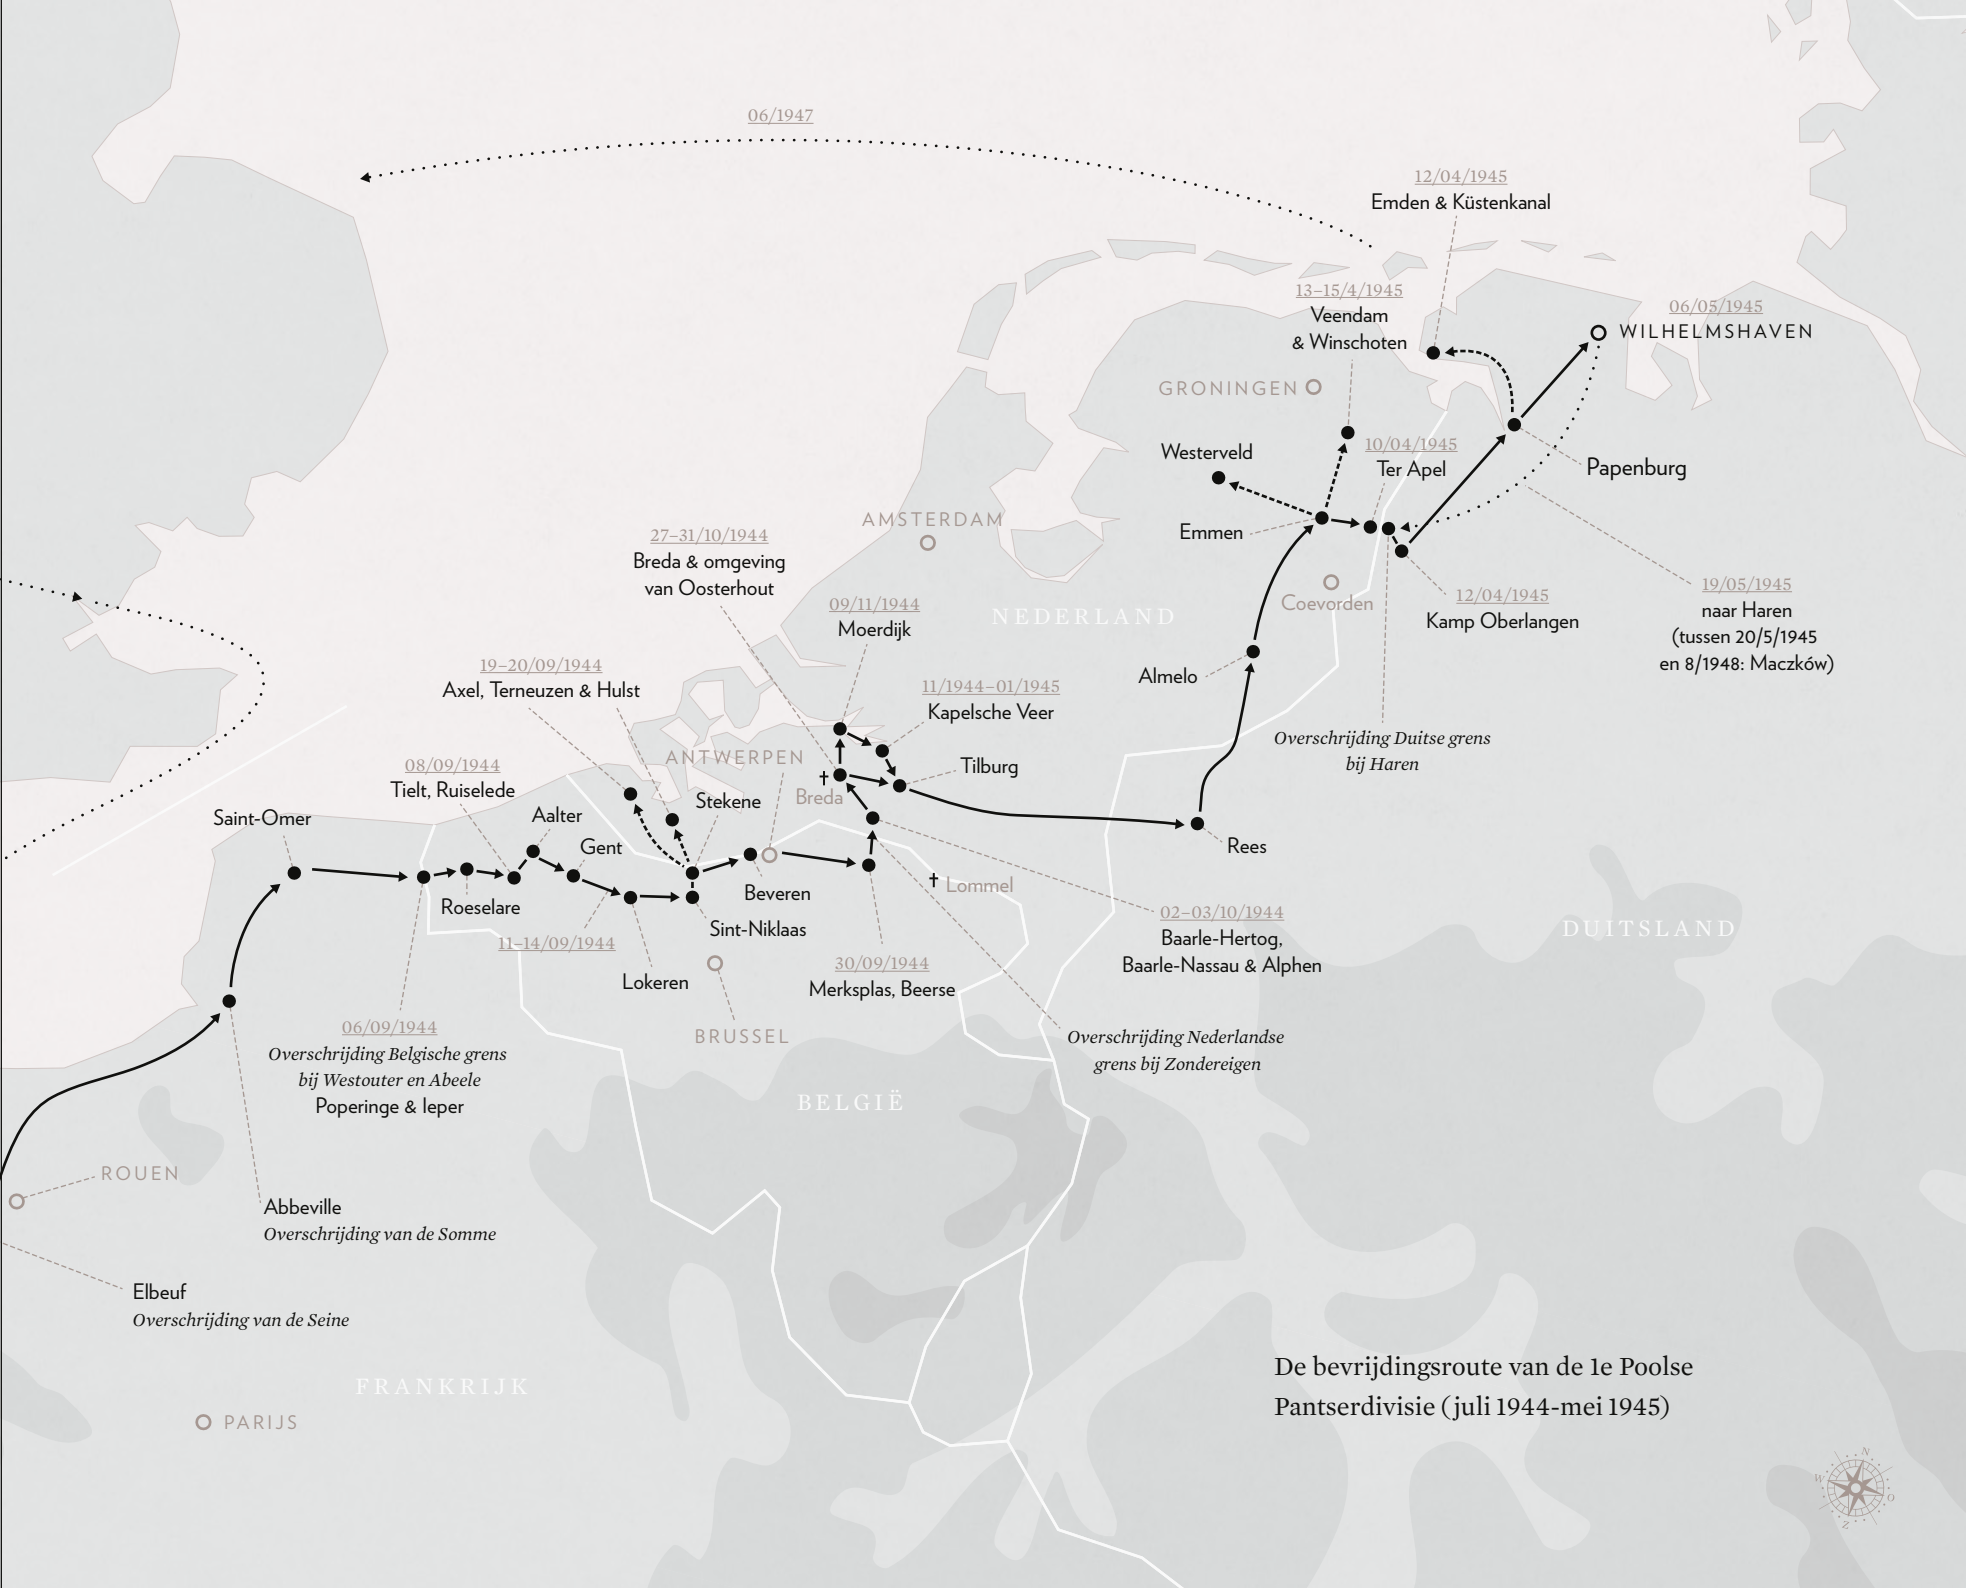 06/1947
12/04/1945
Emden & Küstenkanal
13–15/4/1945
Veendam
& Winschoten
06/05/1945
WILHELMSHAVEN
GRONINGEN
Westerveld
10/04/1945
Ter Apel
Papenburg
Emmen
AMSTERDAM
27–31/10/1944
Breda & omgeving
van Oosterhout
09/11/1944
Moerdijk
NEDERLAND
Coevorden
12/04/1945
Kamp Oberlangen
19/05/1945
naar Haren
(tussen 20/5/1945
en 8/1948: Maczków)
19–20/09/1944
Axel, Terneuzen & Hulst
11/1944–01/1945
Kapelsche Veer
Almelo
Overschrijding Duitse grens
bij Haren
ANTWERPEN
08/09/1944
Tielt, Ruiselede
Tilburg
Breda
Stekene
Saint-Omer
Aalter
Gent
Rees
Beveren
Lommel
Roeselare
Sint-Niklaas
11–14/09/1944
02–03/10/1944
Baarle-Hertog,
Baarle-Nassau & Alphen
DUITSLAND
Lokeren
30/09/1944
Merksplas, Beerse
06/09/1944
Overschrijding Belgische grens
bij Westouter en Abeele
Poperinge & Ieper
BRUSSEL
Overschrijding Nederlandse
grens bij Zondereigen
BELGIË
ROUEN
Abbeville
Overschrijding van de Somme
Elbeuf
Overschrijding van de Seine
FRANKRIJK
PARIJS
De bevrijdingsroute van de 1e Poolse
Pantserdivisie (juli 1944-mei 1945)
N
W
O
Z